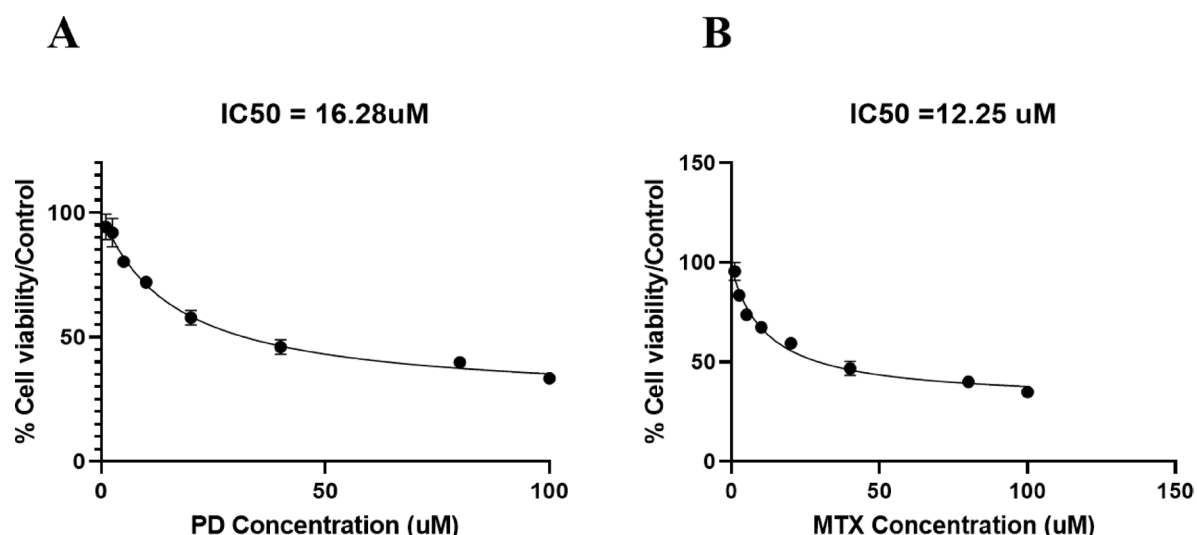 A
IC50 = 16.28uM
% Cell viability/Control
100
50
0
0 50 100
PD Concentration (uM)
B
IC50 =12.25 uM
% Cell viability/Control
150
100
50
0
0 50 100 150
MTX Concentration (uM)